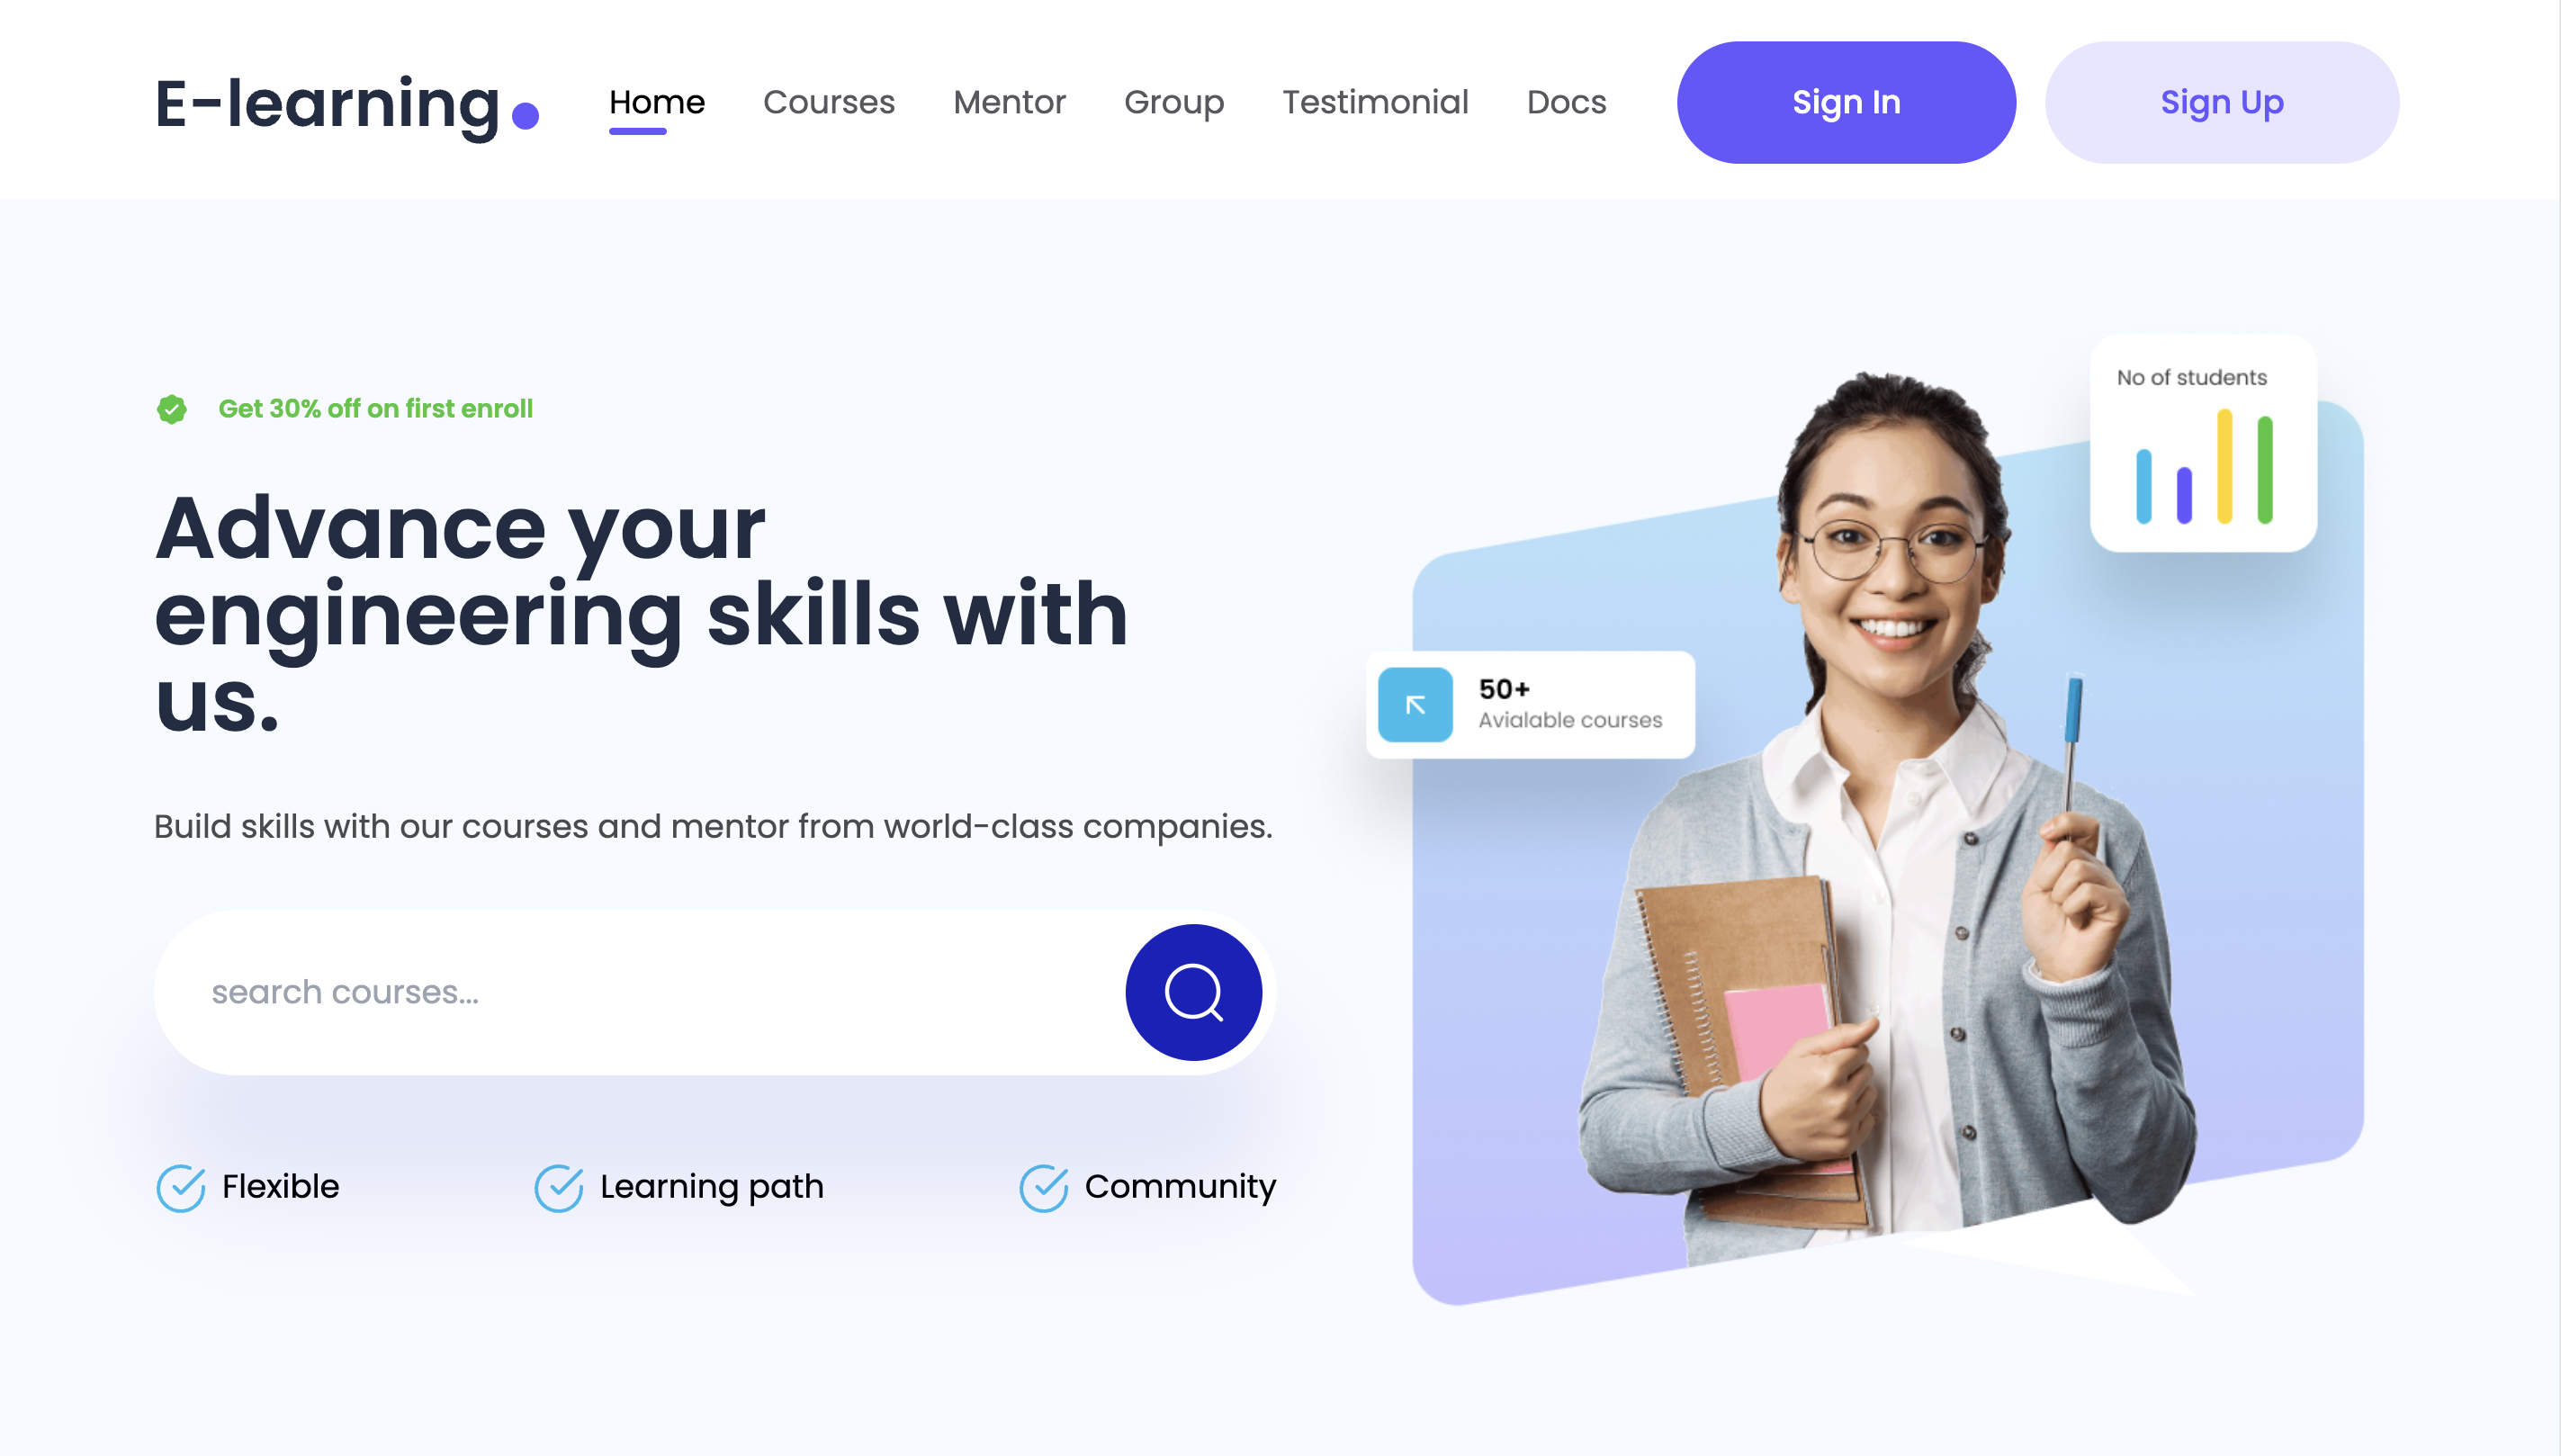 E-learning
Home Courses Mentor Group Testimonial Docs Sign In Sign Up
Get 30% off on first enroll
Advance your
engineering skills with
us.
Build skills with our courses and mentor from world-class companies.
search courses...
Flexible Learning path Community
No of students
50+
Avialable courses